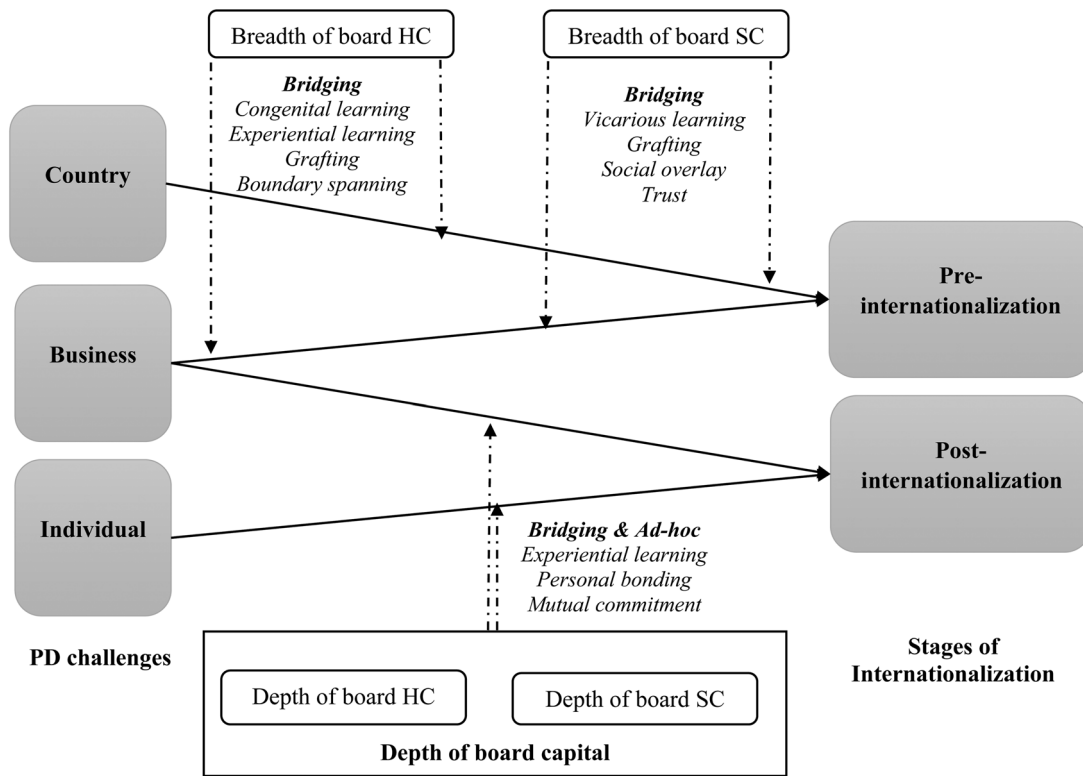 Breadth of board HC
Breadth of board SC
Bridging
Congenital learning
Experiential learning
Grafting
Boundary spanning
Bridging
Vicarious learning
Grafting
Social overlay
Trust
Country
Business
Individual
Pre-
internationalization
Post-
internationalization
Bridging & Ad-hoc
Experiential learning
Personal bonding
Mutual commitment
PD challenges
Stages of
Internationalization
Depth of board HC
Depth of board SC
Depth of board capital